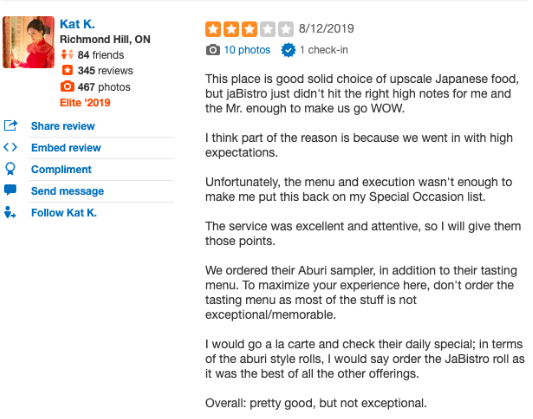 Kat K.
Richmond Hill, ON
84 friends
345 reviews
467 photos
Elite '2019
Share review
Embed review
Compliment
Send message
Follow Kat K.
8/12/2019
10 photos 1 check-in
This place is good solid choice of upscale Japanese food,
but jaBistro just didn't hit the right high notes for me and
the Mr. enough to make us go WOW.
I think part of the reason is because we went in with high
expectations.
Unfortunately, the menu and execution wasn't enough to
make me put this back on my Special Occasion list.
The service was excellent and attentive, so I will give them
those points.
We ordered their Aburi sampler, in addition to their tasting
menu. To maximize your experience here, don't order the
tasting menu as most of the stuff is not
exceptional/memorable.
I would go a la carte and check their daily special; in terms
of the aburi style rolls, I would say order the JaBistro roll as
it was the best of all the other offerings.
Overall: pretty good, but not exceptional.